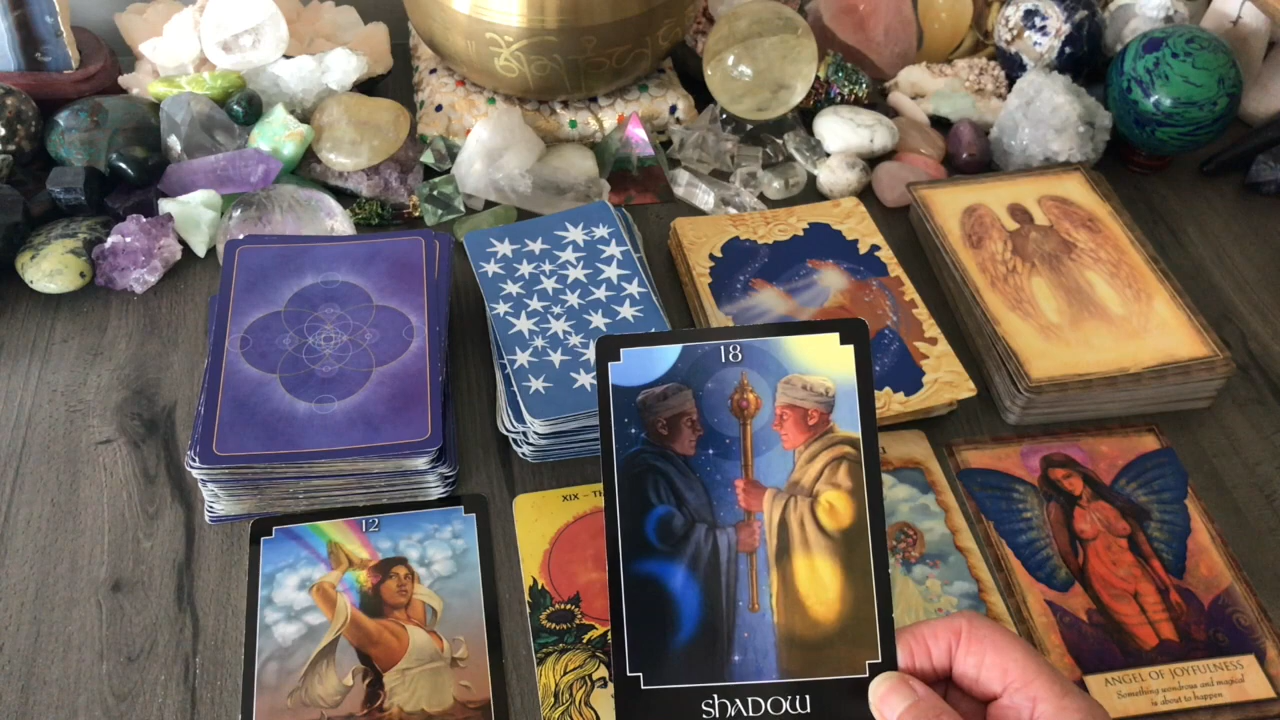 18
12
XIX – TH
SHADOW
ANGEL OF JOYFULNESS
Something wondrous and magical
is about to happen